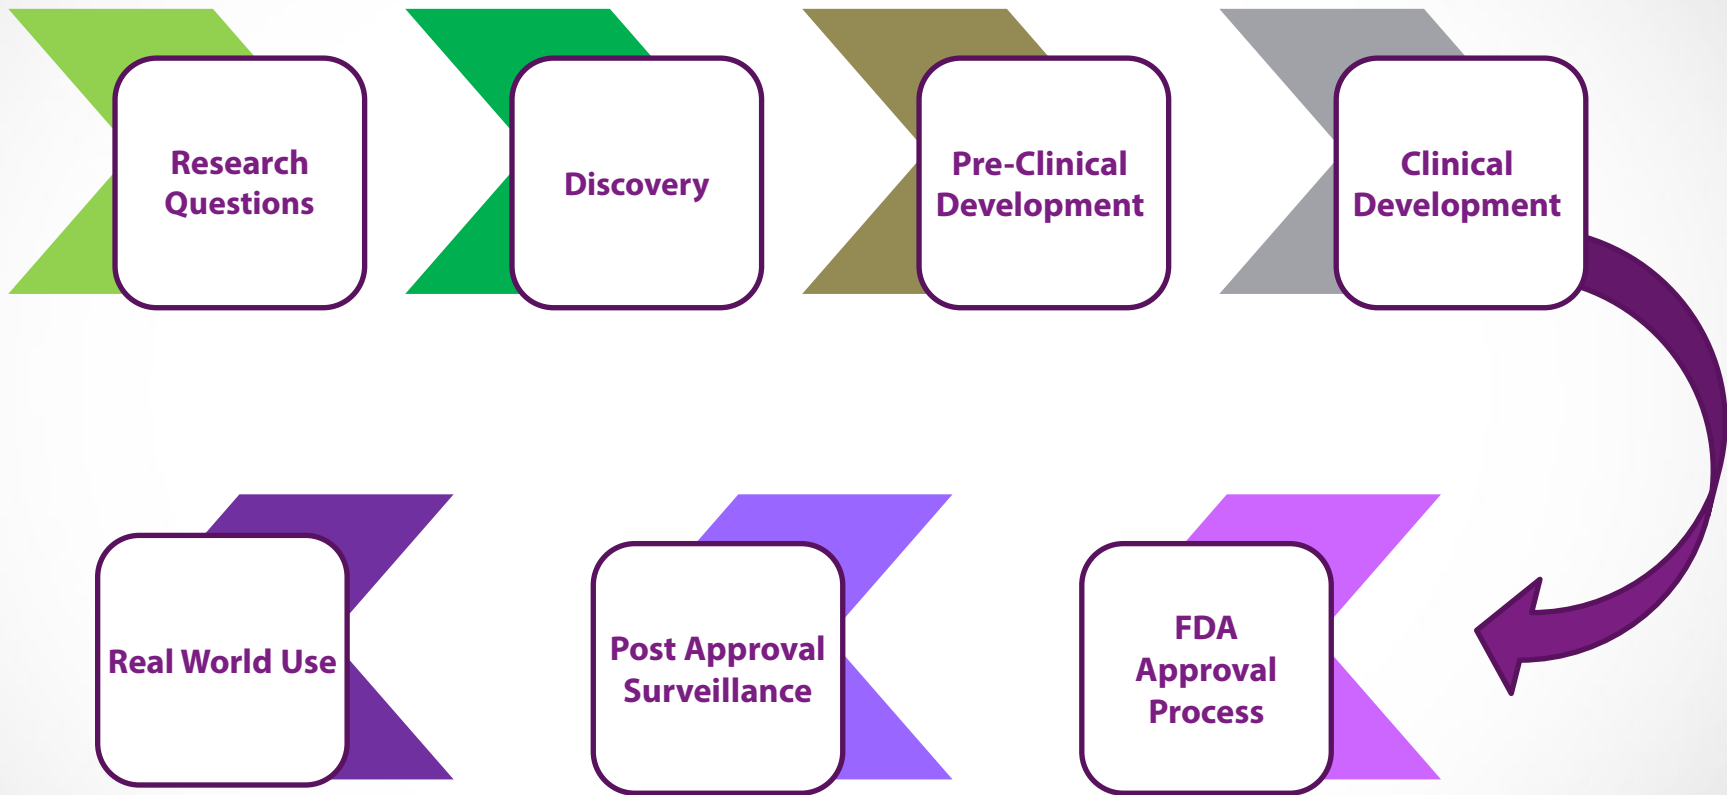 Research
Questions
Discovery
Pre-Clinical
Development
Clinical
Development
Real World Use
Post Approval
Surveillance
FDA
Approval
Process